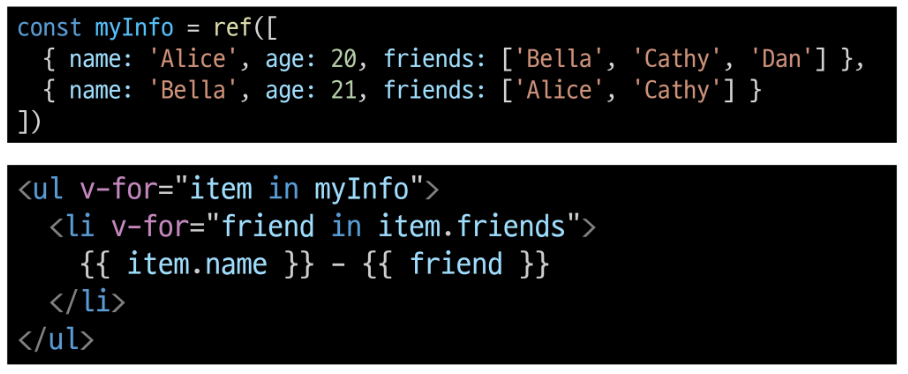 const myInfo = ref([
  { name: 'Alice', age: 20, friends: ['Bella', 'Cathy', 'Dan'] },
  { name: 'Bella', age: 21, friends: ['Alice', 'Cathy'] }
])
<ul v-for="item in myInfo">
  <li v-for="friend in item.friends">
    {{ item.name }} - {{ friend }}
  </li>
</ul>